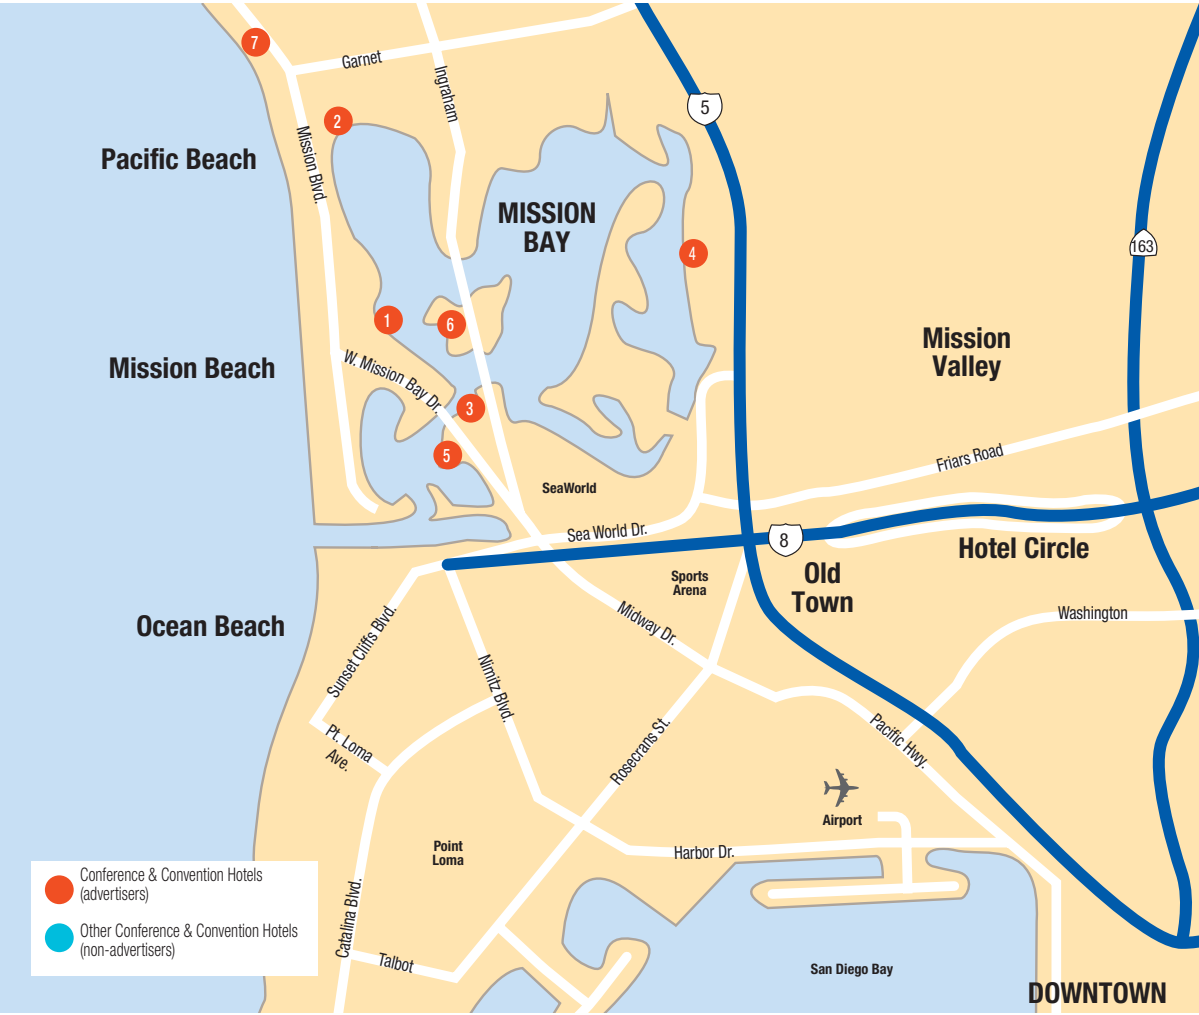 7
Garnet
Ingraham
5
2
Mission Blvd.
Pacific Beach
MISSION
BAY
163
4
1
6
Mission
Valley
W. Mission Bay Dr.
Mission Beach
3
5
Friars Road
SeaWorld
Sea World Dr.
8
Hotel Circle
Sports
Arena
Old
Town
Midway Dr.
Washington
Ocean Beach
Sunset Cliffs Blvd.
Nimitz Blvd.
Pt. Loma
Ave.
Rosecrans St.
Pacific Hwy.
Airport
Point
Loma
Harbor Dr.
Conference & Convention Hotels
(advertisers)
Other Conference & Convention Hotels
(non-advertisers)
Catalina Blvd.
Talbot
San Diego Bay
DOWNTOWN